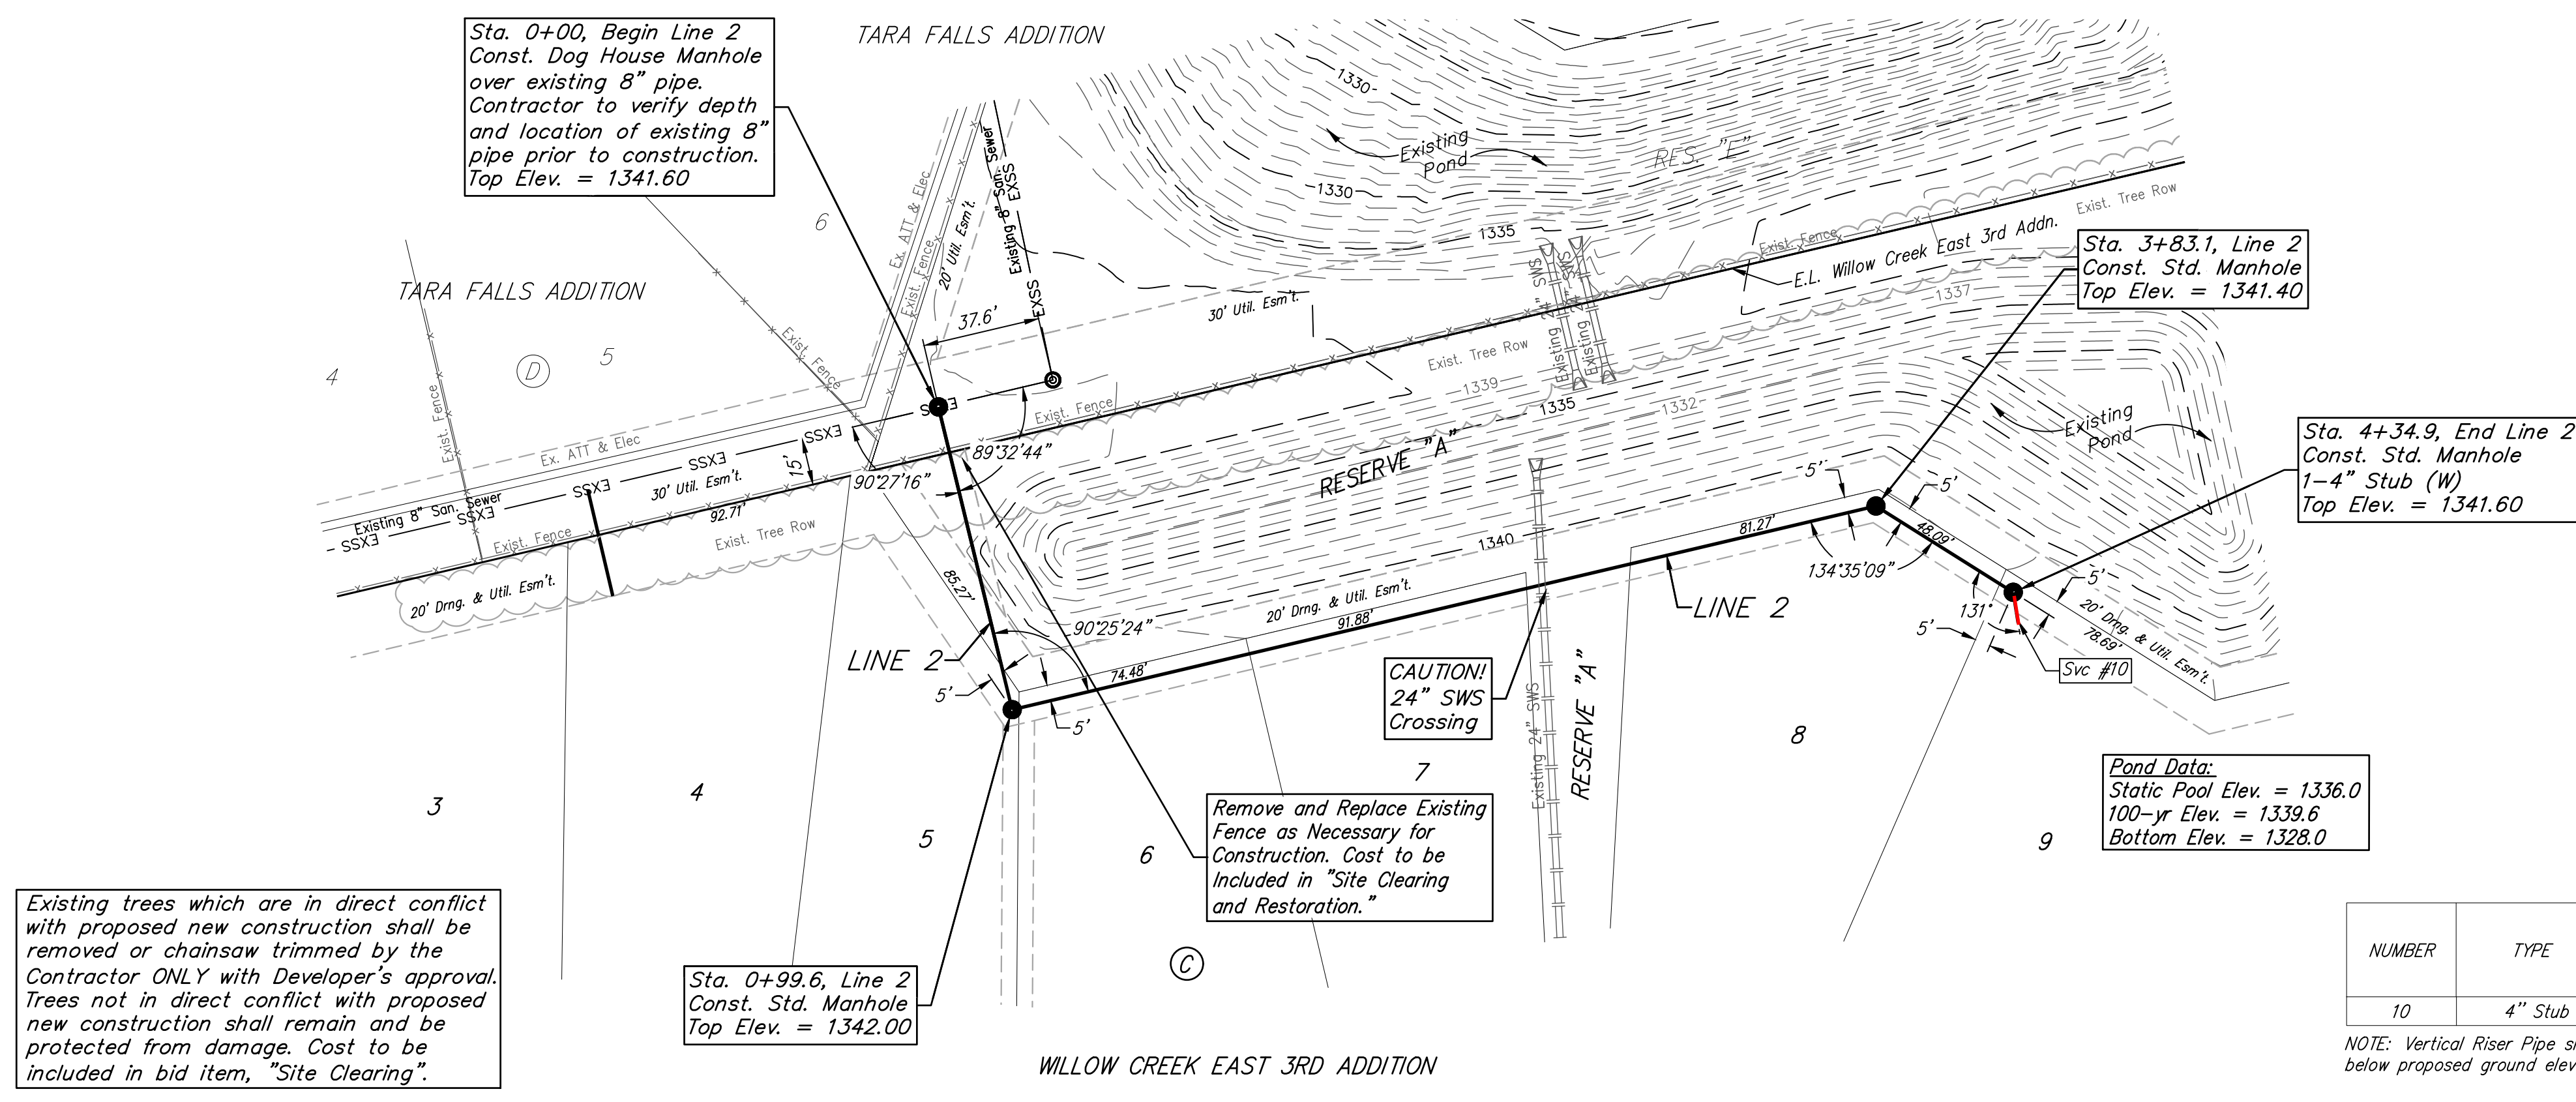 Sta. 0+00, Begin Line 2
Const. Dog House Manhole
over existing 8" pipe.
Contractor to verify depth
and location of existing 8"
pipe prior to construction.
Top Elev. = 1341.60
TARA FALLS ADDITION
1330
Existing
Pond
1330
RES. "E"
Exist. Tree Row
Exist. Fence
E.L. Willow Creek East 3rd Addn.
1335
Sta. 3+83.1, Line 2
Const. Std. Manhole
Top Elev. = 1341.40
6
Ex. ATT & Elec
Exist. Fence
20' Util. Esm't.
Existing 8" San. Sewer
EXSS
Existing 8" EXSS
EXSS
37.6'
30' Util. Esm't.
Existing 24" SWS
Existing 24" SWS
1337
TARA FALLS ADDITION
4
D
5
Exist. Fence
Exist. Fence
EXSS
Exist. Fence
Exist. Tree Row
1339
1335
1332
Existing
Pond
Sta. 4+34.9, End Line 2
Const. Std. Manhole
1-4" Stub (W)
Top Elev. = 1341.60
Ex. ATT & Elec
EXSS
EXSS
EXSS
EXSS
EXSS
15'
30' Util. Esm't.
92.71'
Existing 8" San. Sewer
Exist. Fence
Exist. Tree Row
20' Drng. & Util. Esm't.
90°27'16"
89°32'44"
RESERVE "A"
1340
5'
5'
81.27'
48.09'
134°35'09"
131°
5'
5'
20' Drng. & Util. Esm't.
78.69'
Svc #10
85.27'
90°25'24"
20' Drng. & Util. Esm't.
91.88'
74.48'
LINE 2
LINE 2
5'
5'
CAUTION!
24" SWS
Crossing
Existing 24" SWS
RESERVE "A"
3
4
5
6
7
8
9
C
Remove and Replace Existing
Fence as Necessary for
Construction. Cost to be
Included in "Site Clearing
and Restoration."
Pond Data:
Static Pool Elev. = 1336.0
100-yr Elev. = 1339.6
Bottom Elev. = 1328.0
Existing trees which are in direct conflict
with proposed new construction shall be
removed or chainsaw trimmed by the
Contractor ONLY with Developer's approval.
Trees not in direct conflict with proposed
new construction shall remain and be
protected from damage. Cost to be
included in bid item, "Site Clearing".
Sta. 0+99.6, Line 2
Const. Std. Manhole
Top Elev. = 1342.00
WILLOW CREEK EAST 3RD ADDITION
NUMBER TYPE
10 4" Stub
NOTE: Vertical Riser Pipe
below proposed ground